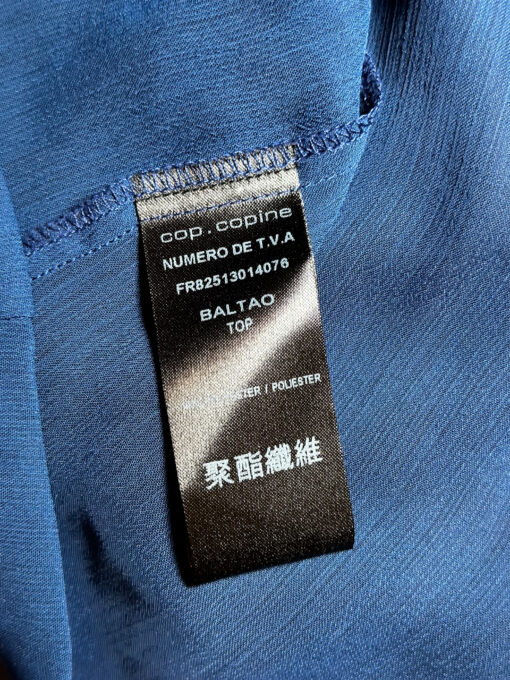 cop.copine
NUMERO DE T.V.A
FR82513014076
BALTAO
TOP
/ POLIESTER
聚酯纖維